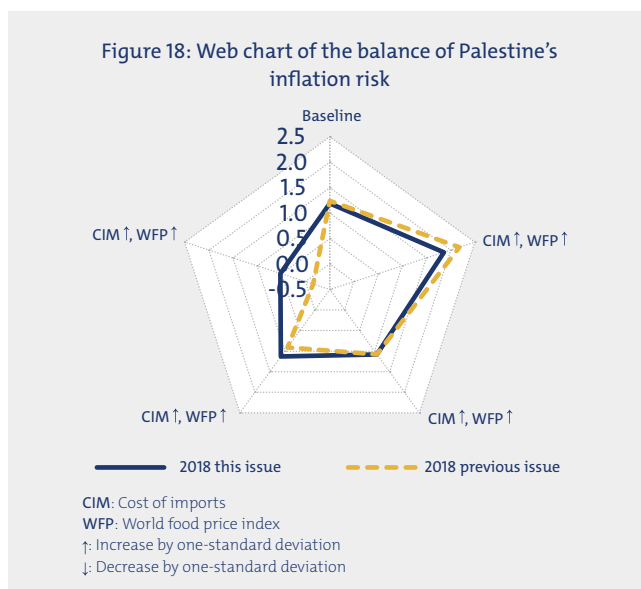 Figure 18: Web chart of the balance of Palestine's
inflation risk
Baseline
2.5
2.0
1.5
1.0
0.5
0.0
-0.5
CIM ↑, WFP ↑
CIM ↑, WFP ↑
CIM ↑, WFP ↑
CIM ↑, WFP ↑
2018 this issue
2018 previous issue
CIM: Cost of imports
WFP: World food price index
↑: Increase by one-standard deviation
↓: Decrease by one-standard deviation